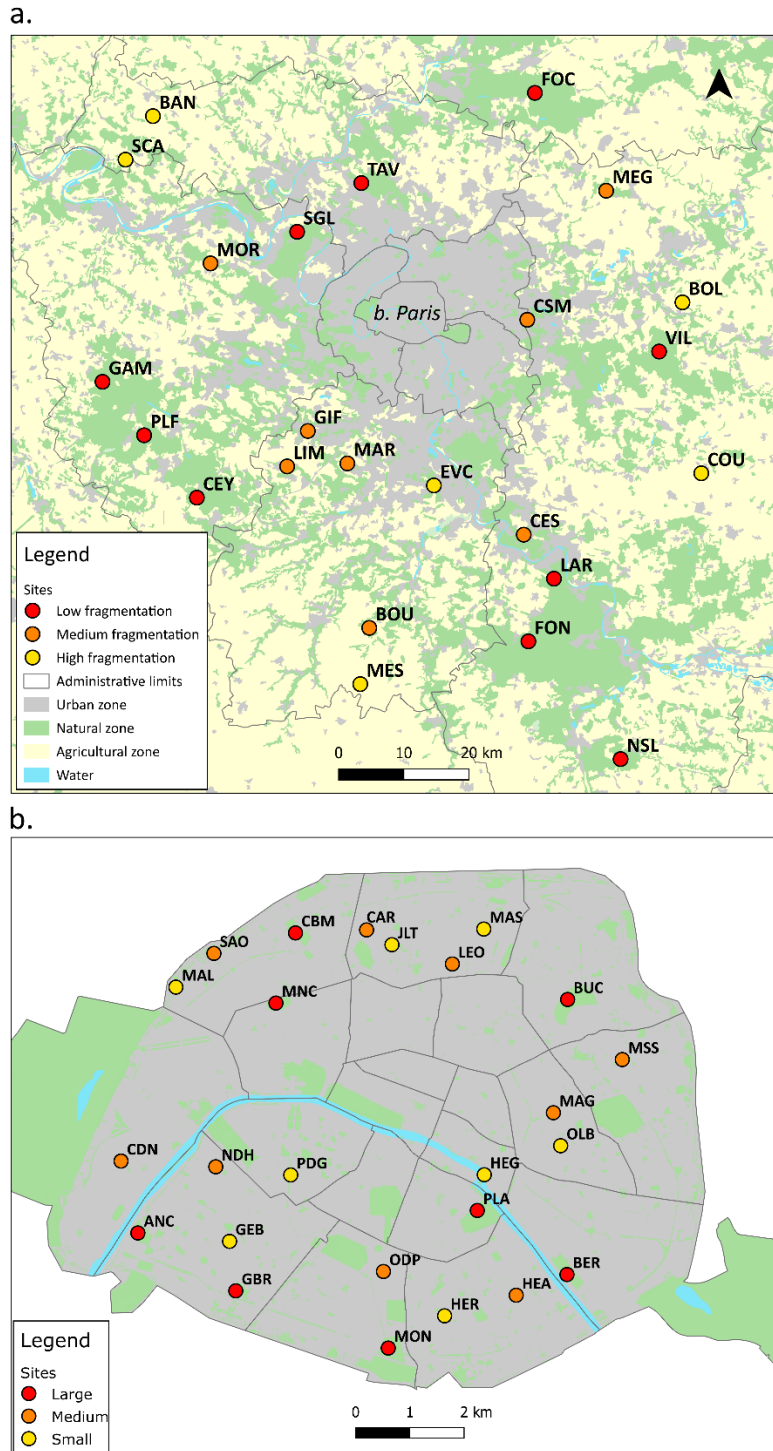 a.
FOC
BAN
SCA
TAV
MEG
SGL
MOR
BOL
b. Paris
CSM
VIL
GAM
GIF
PLF
MAR
LIM
COU
CEY
EVC
CES
LAR
BOU
FON
MES
NSL
Legend
Sites
Low fragmentation
Medium fragmentation
High fragmentation
Administrative limits
Urban zone
Natural zone
Agricultural zone
Water
0 10 20 km
b.
CBM
CAR
MAS
JLT
SAO
LEO
MAL
MNC
BUC
MSS
MAG
OLB
CDN
NDH
PDG
HEG
PLA
ANC
GEB
ODP
BER
GBR
HEA
HER
MON
Legend
Sites
Large
Medium
Small
0 1 2 km